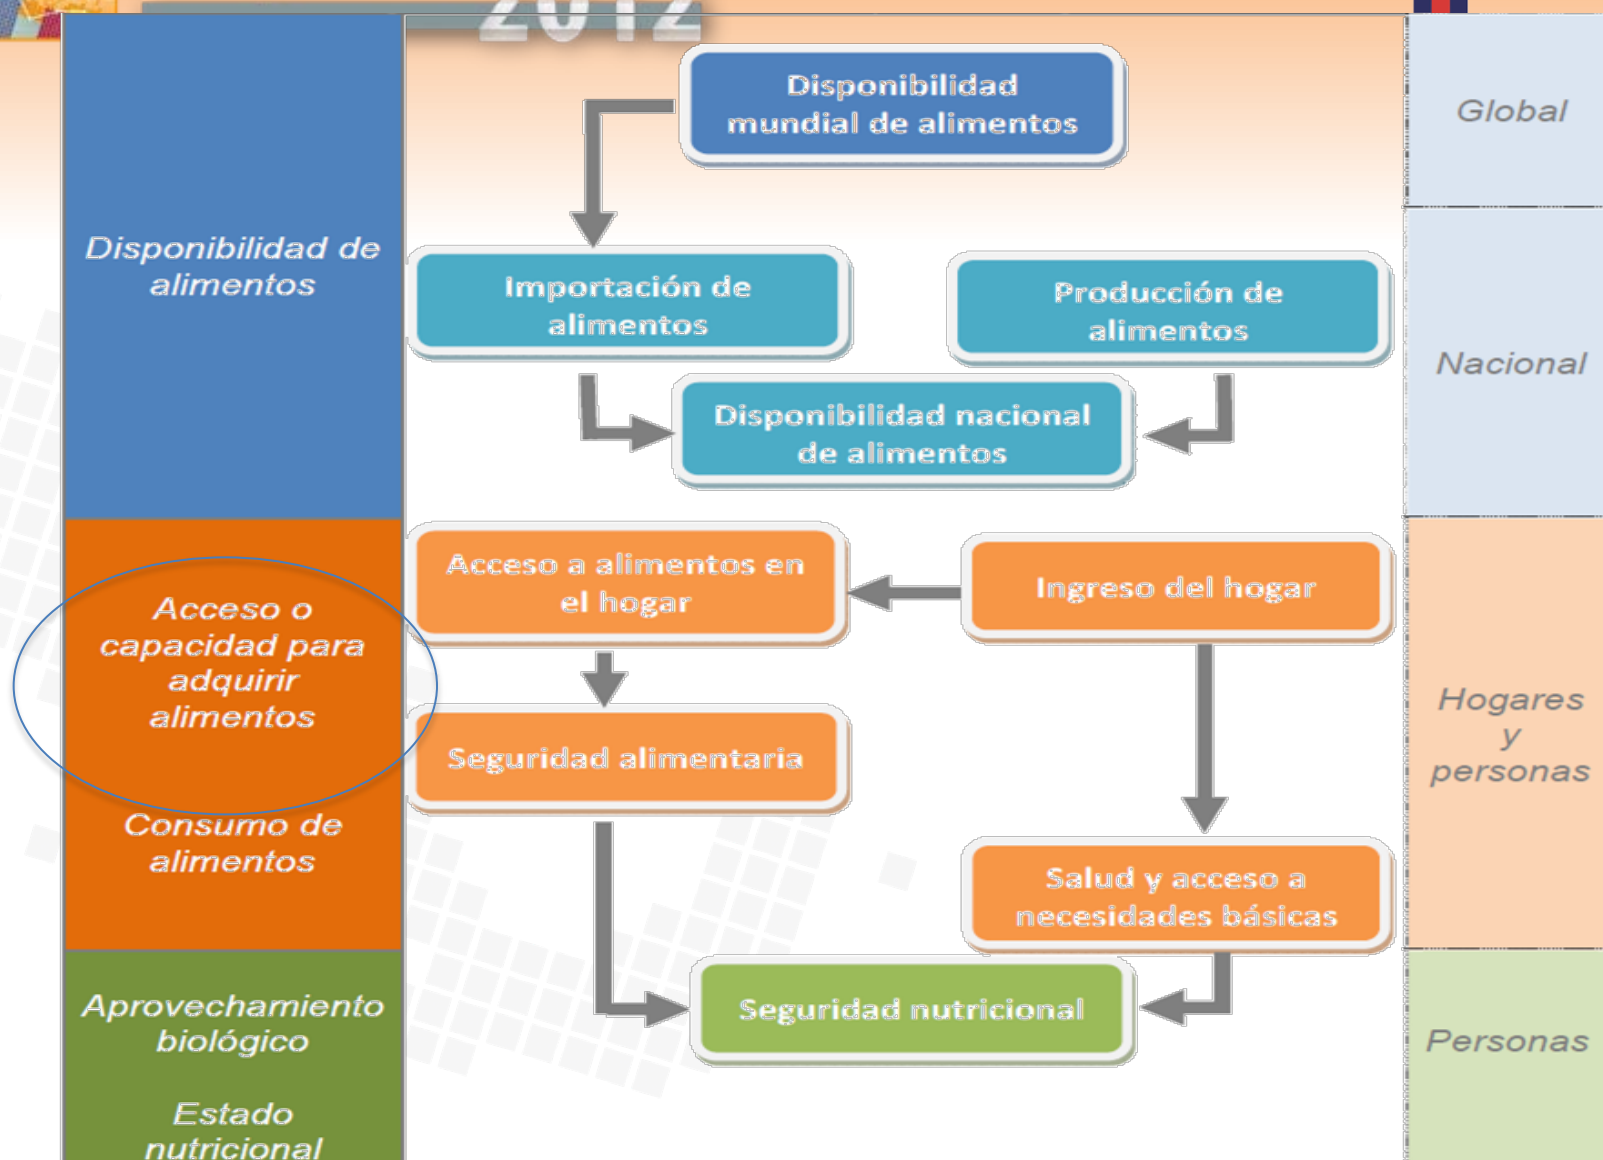 2012
Disponibilidad
mundial de alimentos
Global
Disponibilidad de
alimentos
Importación de
alimentos
Producción de
alimentos
Nacional
Disponibilidad nacional
de alimentos
Acceso o
capacidad para
adquirir
alimentos
Consumo de
alimentos
Acceso a alimentos en
el hogar
Ingreso del hogar
Seguridad alimentaria
Salud y acceso a
necesidades básicas
Hogares
y
personas
Aprovechamiento
biológico
Estado
nutricional
Seguridad nutricional
Personas